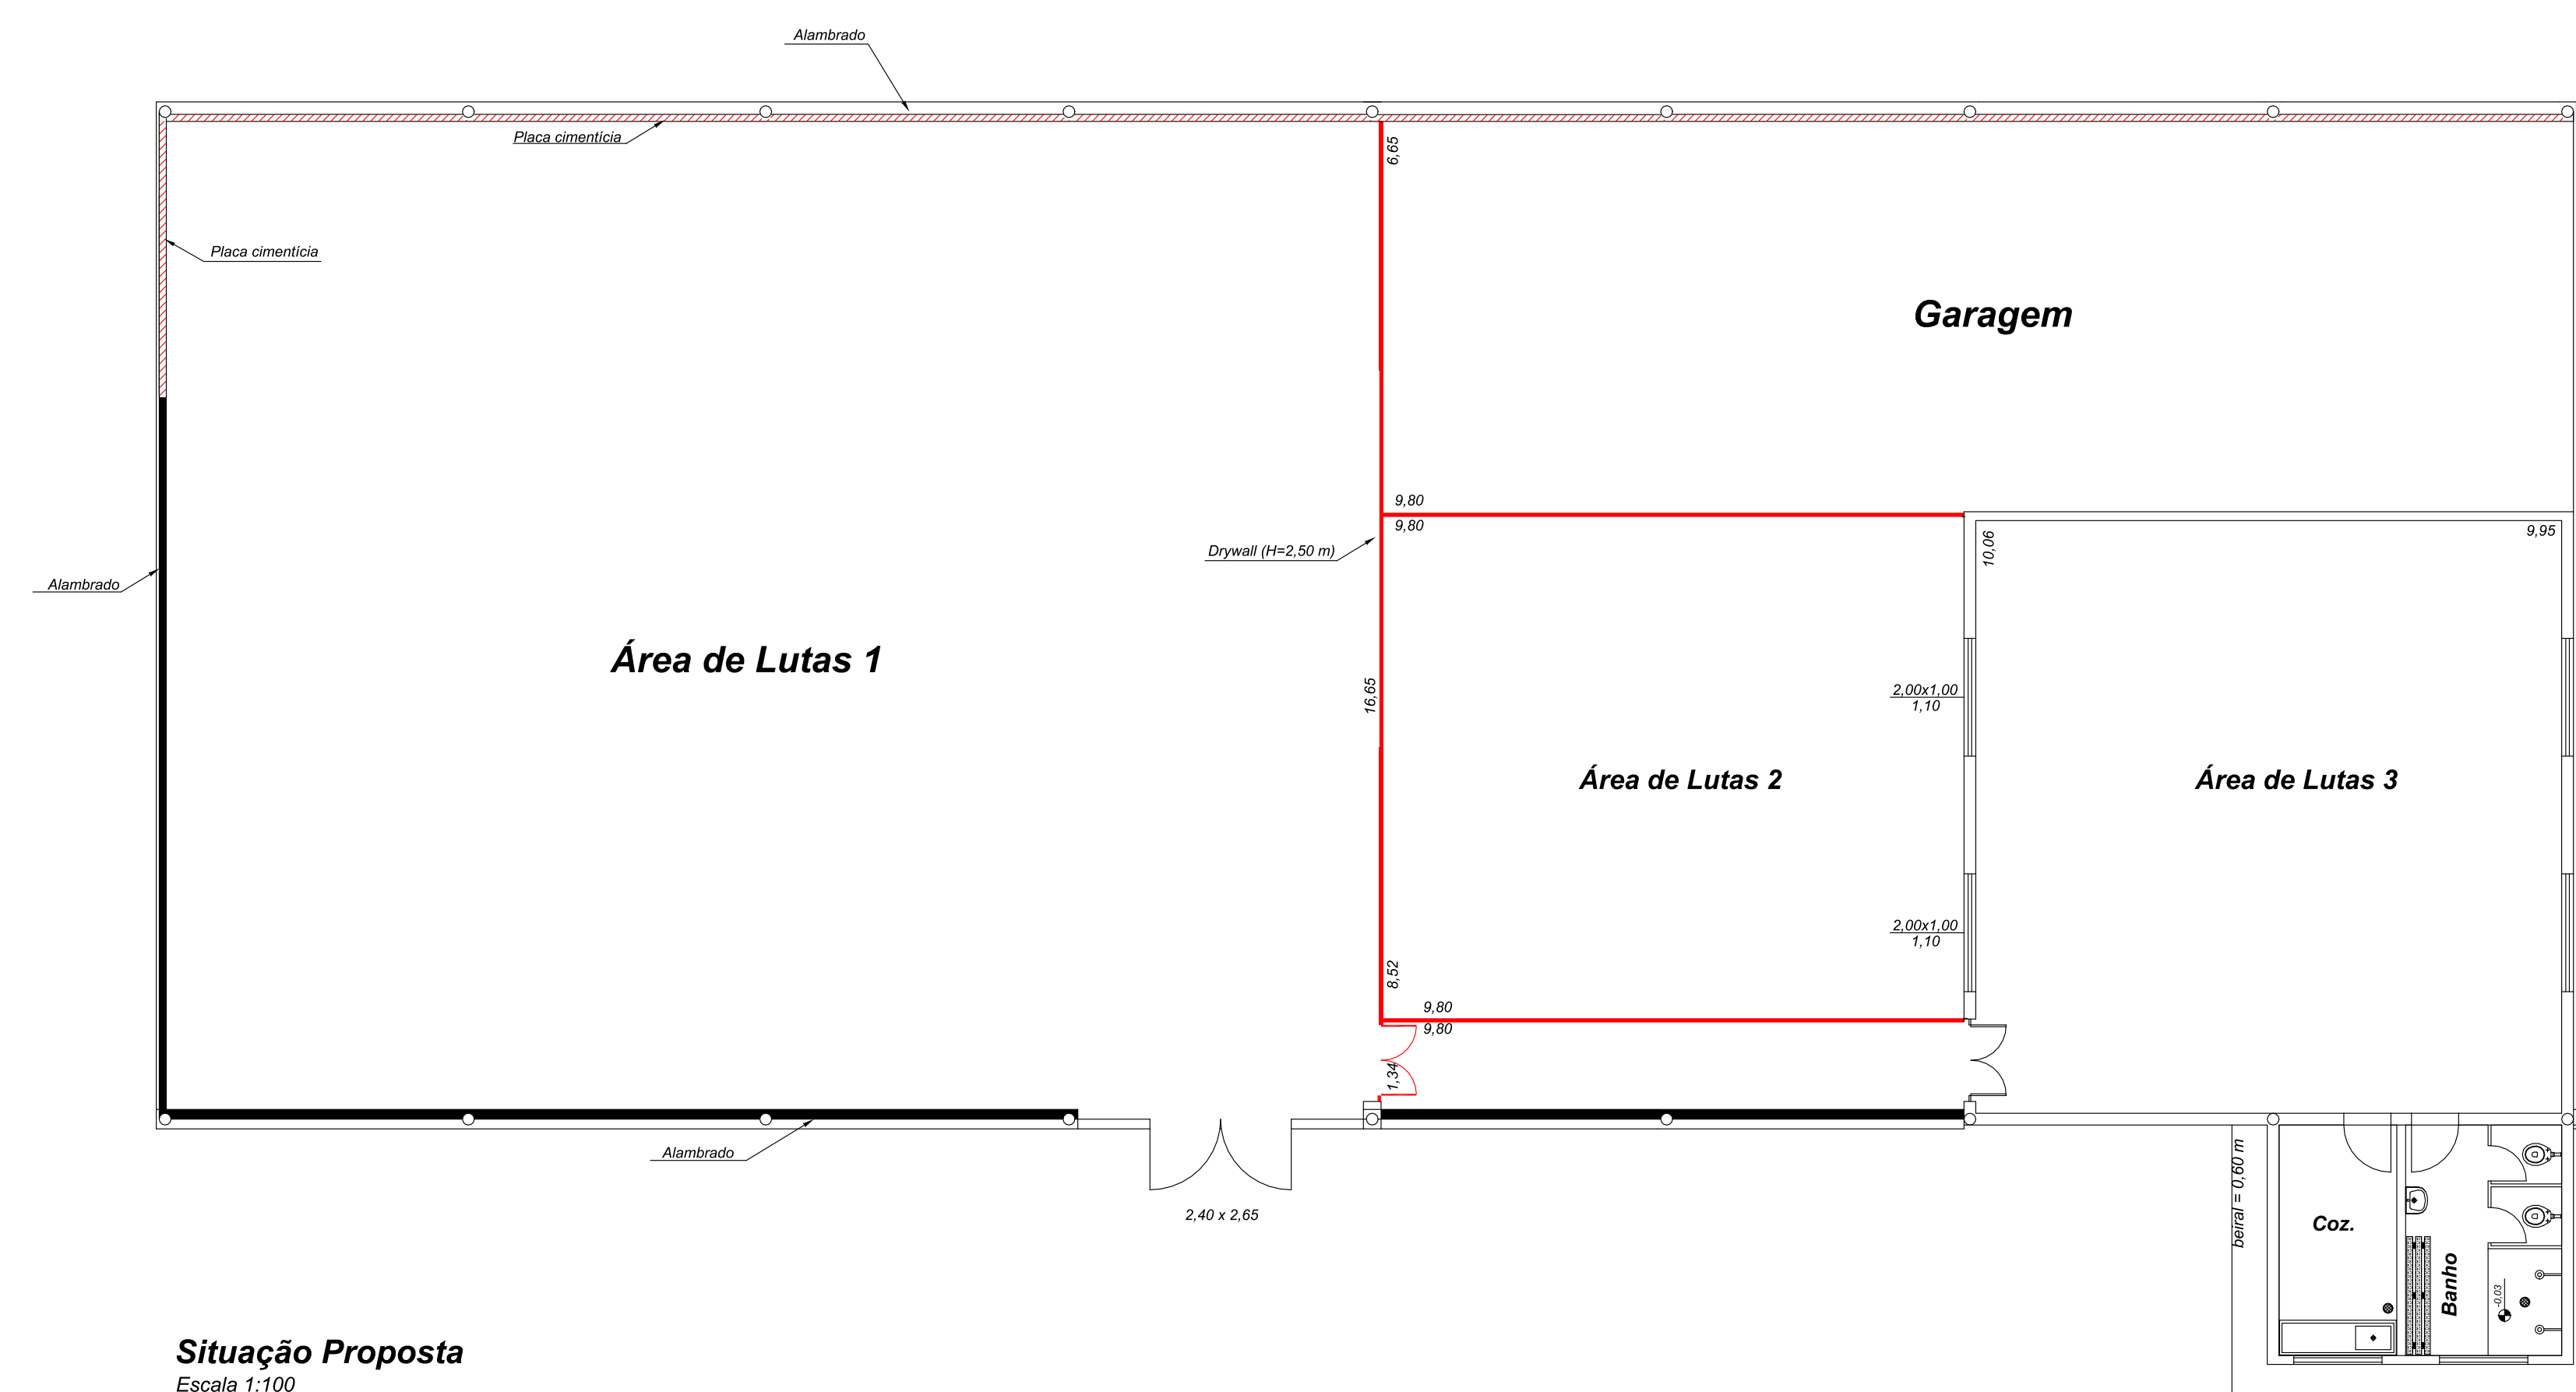 Alambrado
Placa cimentícia
6,65
Placa cimentícia
Garagem
9,80
9,80
Drywall (H=2,50 m)
10,06
9,95
Alambrado
Área de Lutas 1
16,65
2,00x1,00
1,10
Área de Lutas 2
Área de Lutas 3
2,00x1,00
1,10
8,52
9,80
9,80
1,34
Alambrado
2,40 x 2,65
beiral = 0,60 m
Coz.
Banho
-0.03
Situação Proposta
Escala 1:100